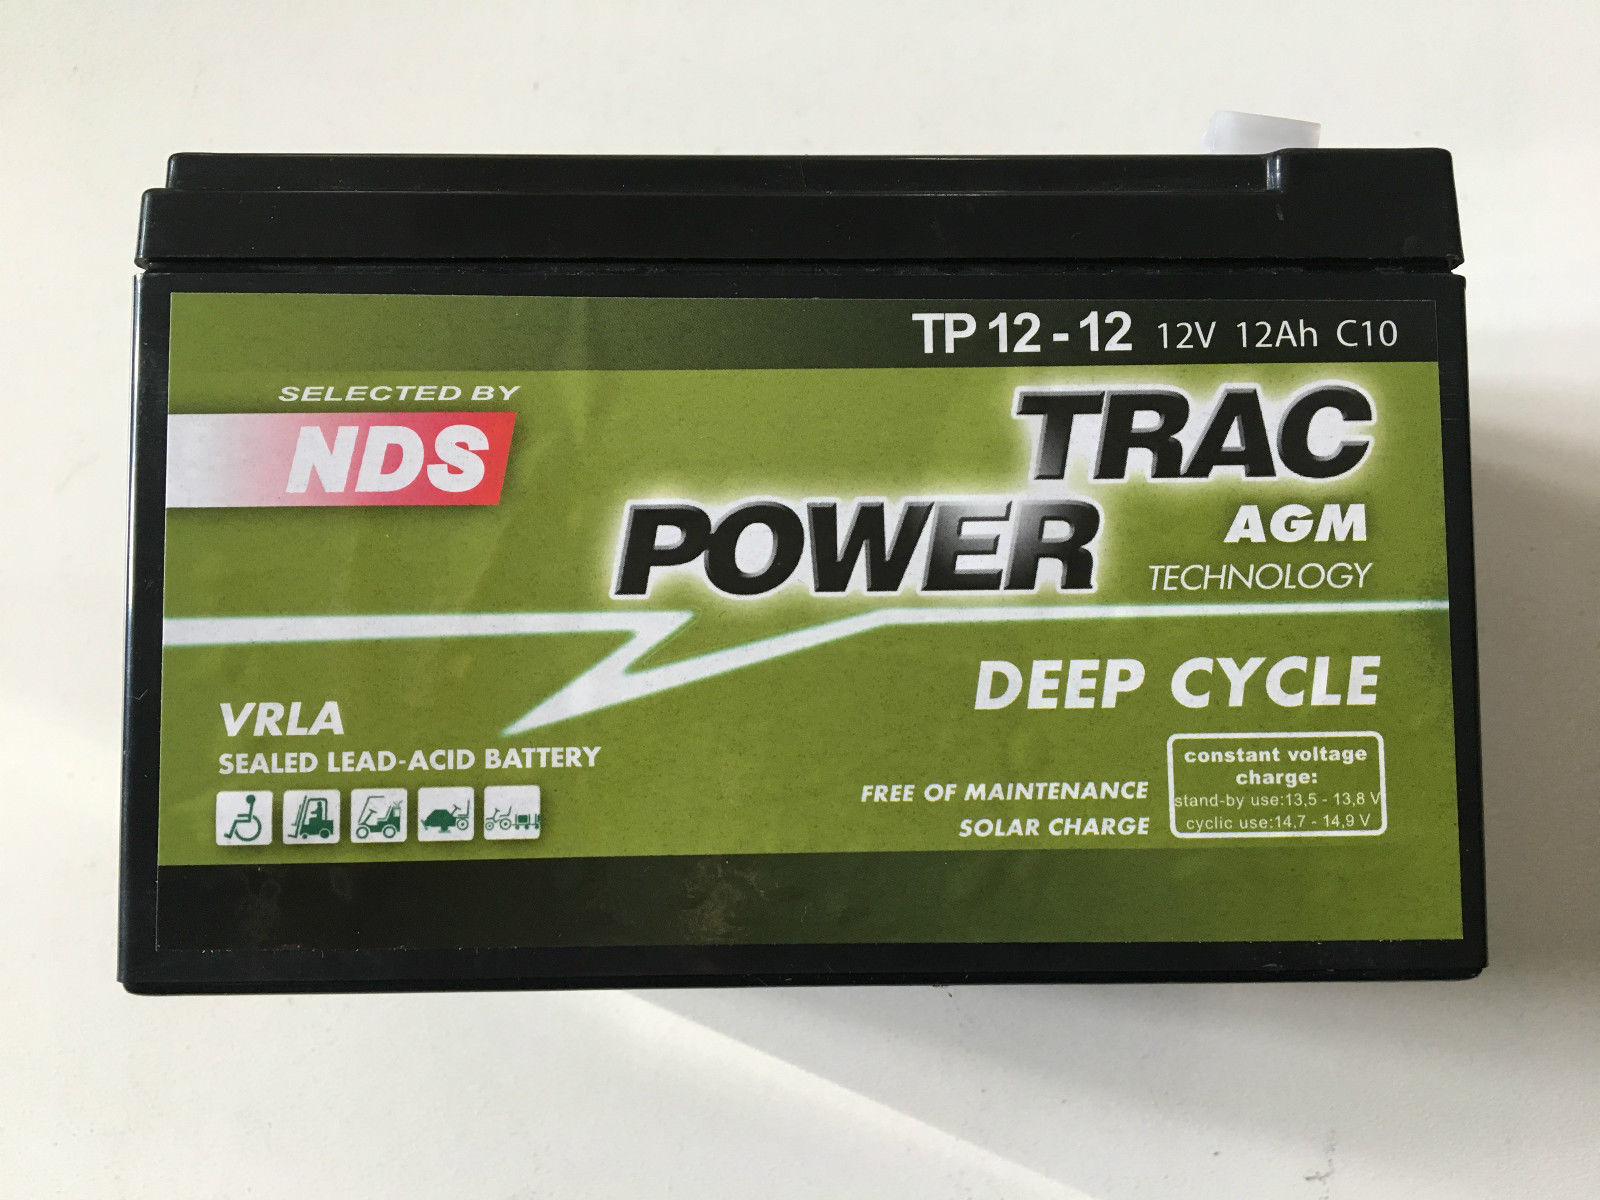 TP 12 - 12 12V 12Ah C10
SELECTED BY
NDS
TRAC
POWER
AGM
TECHNOLOGY
DEEP CYCLE
VRLA
SEALED LEAD-ACID BATTERY
FREE OF MAINTENANCE
SOLAR CHARGE
constant voltage
charge:
stand-by use:13,5 - 13,8 V
cyclic use:14,7 - 14,9 V